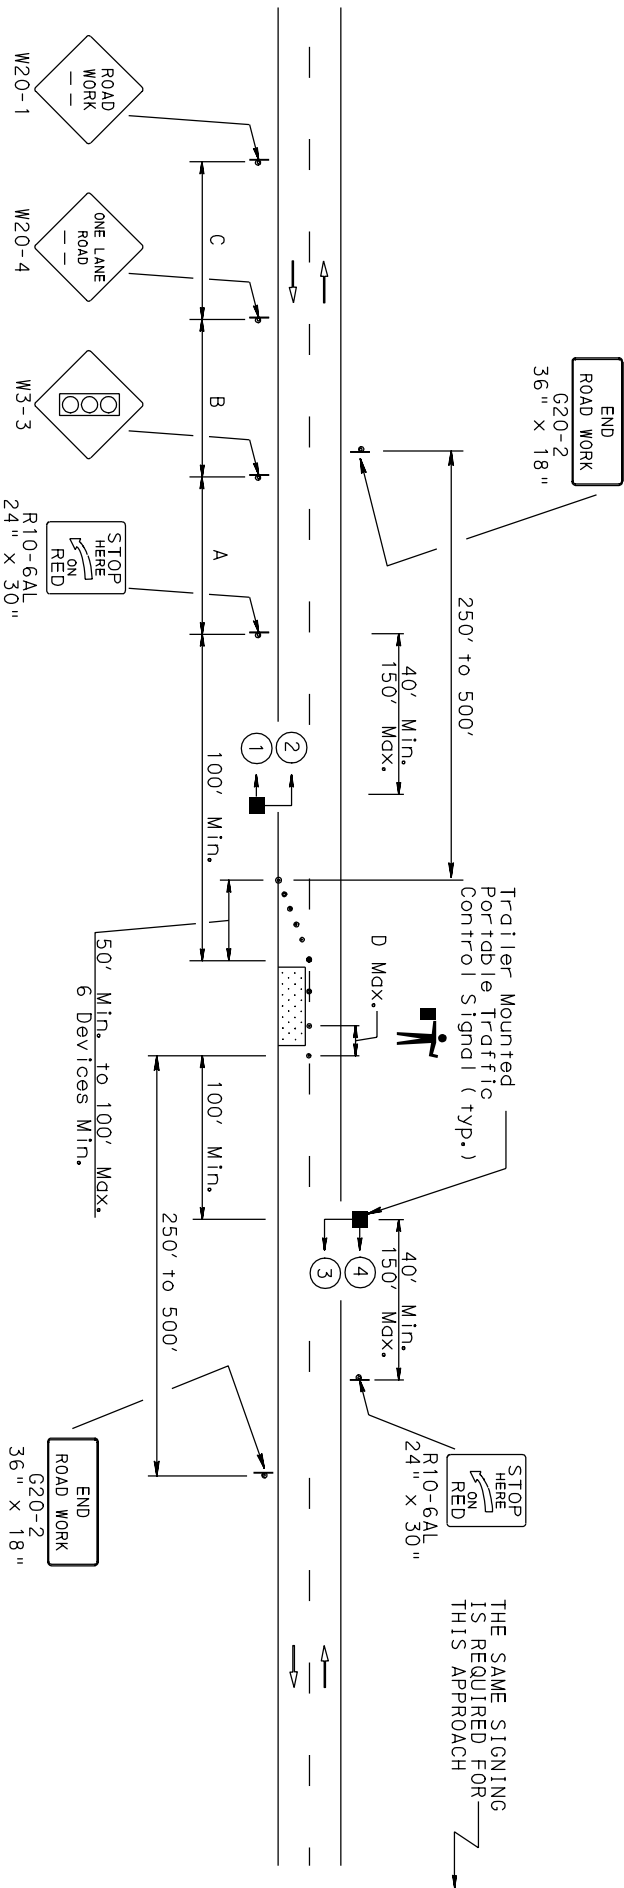 END
ROAD WORK
G20-2
36" x 18"
250' to 500'
40' Min.
150' Max.
Trailer Mounted
Portable Traffic
Control Signal (typ.)
D Max.
40' Min.
150' Max.
STOP
HERE
ON
RED
R10-6AL
24" x 30"
THE SAME SIGNING
IS REQUIRED FOR
THIS APPROACH
1
2
3
4
C
B
A
100' Min.
50' Min. to 100' Max.
6 Devices Min.
100' Min.
250' to 500'
ROAD
WORK
W20-1
ONE LANE
ROAD
W20-4
W3-3
STOP
HERE
ON
RED
R10-6AL
24" x 30"
END
ROAD WORK
G20-2
36" x 18"